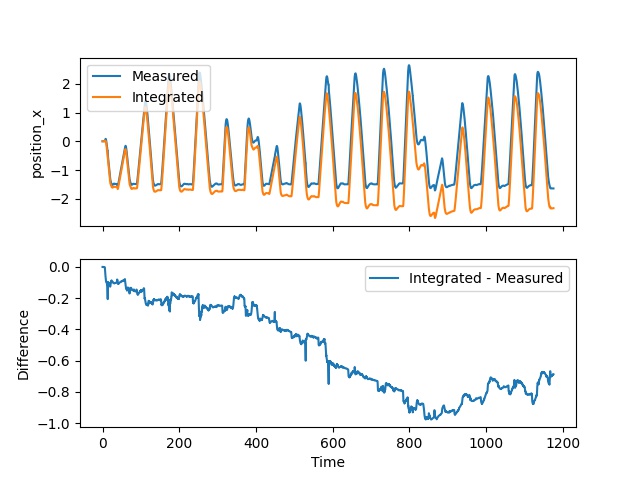 Measured
Integrated
position_x
2
1
0
−1
−2
Integrated - Measured
Difference
0.0
−0.2
−0.4
−0.6
−0.8
−1.0
0 200 400 600 800 1000 1200
Time